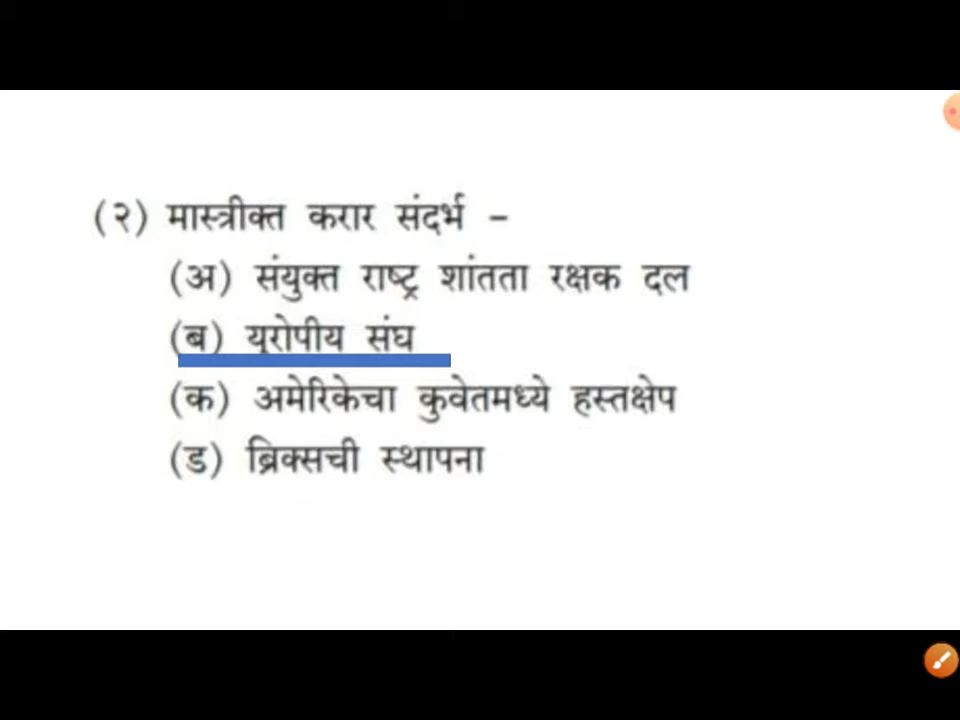 (२) मास्त्रीक्त करार संदर्भ –
(अ) संयुक्त राष्ट्र शांतता रक्षक दल
(ब) यूरोपीय संघ
(क) अमेरिकेचा कुवेतमध्ये हस्तक्षेप
(ड) ब्रिक्सची स्थापना